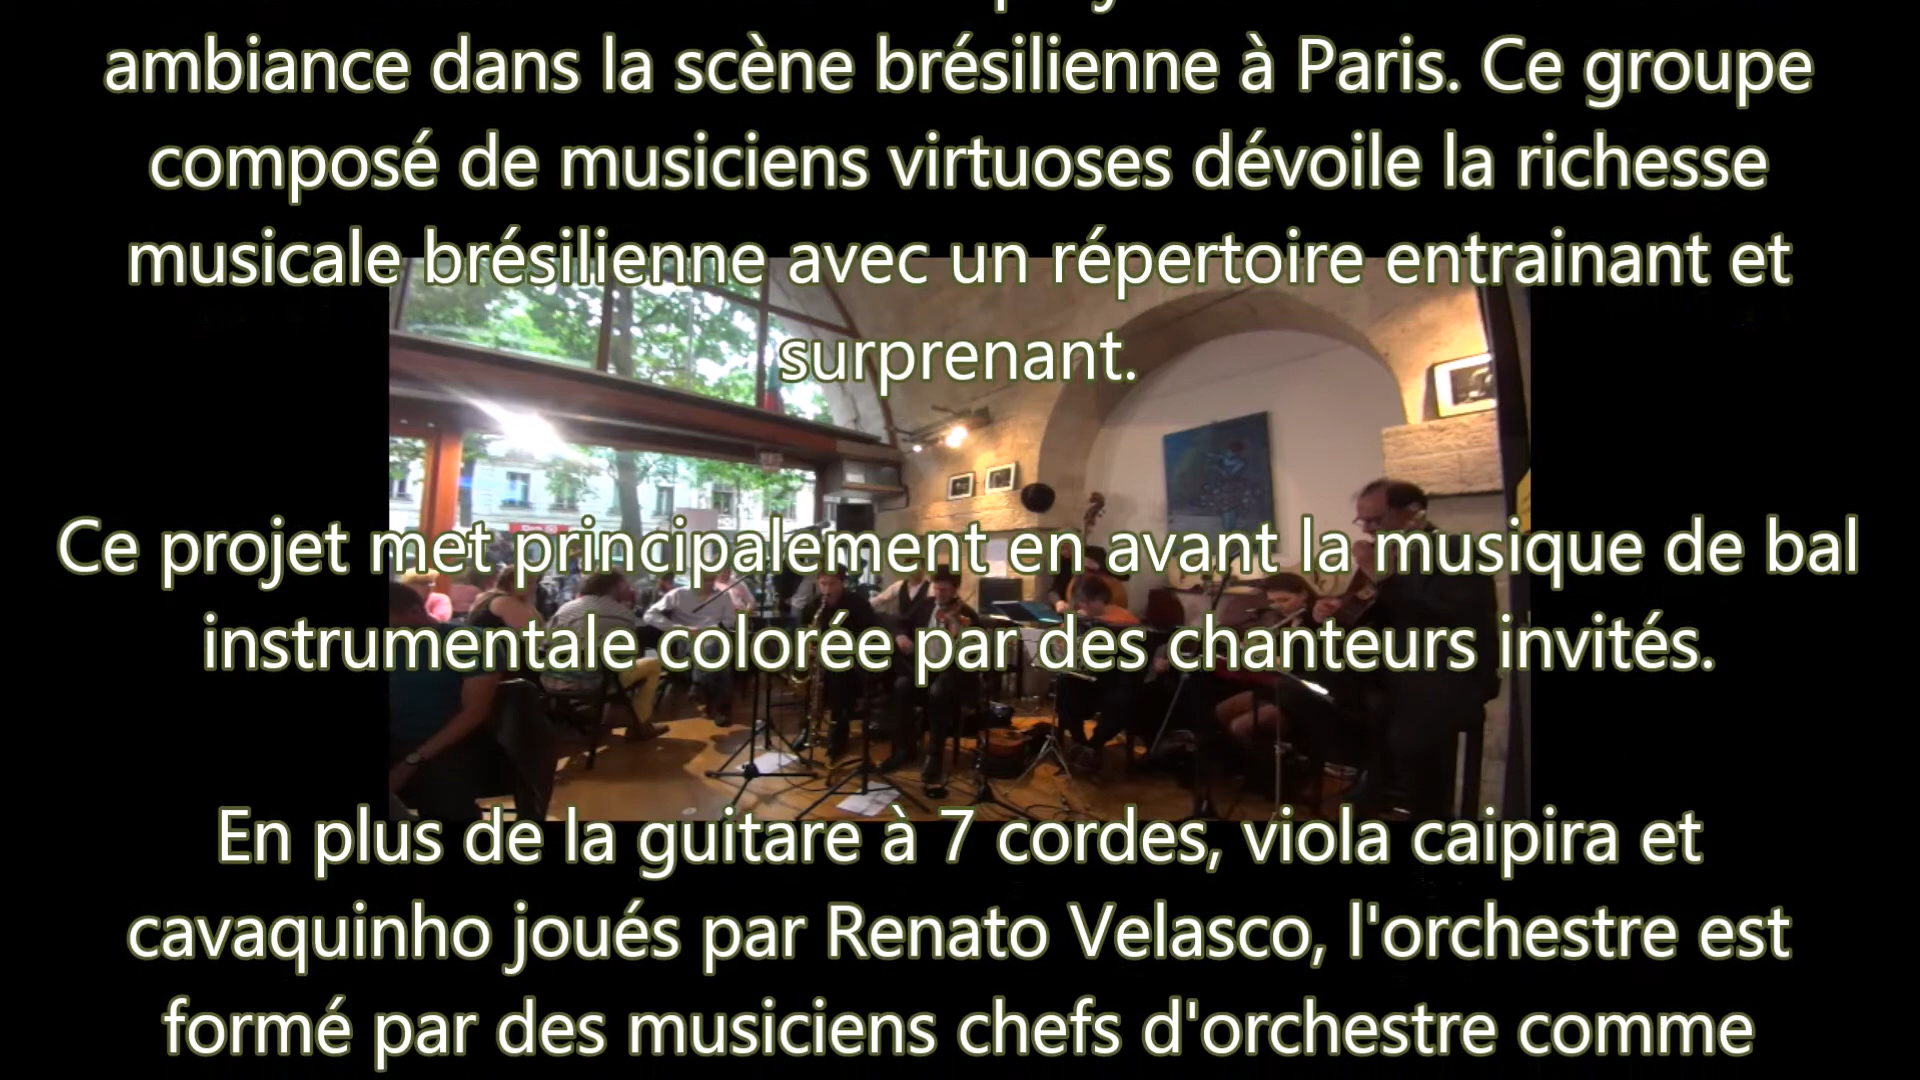 ambiance dans la scène brésilienne à Paris. Ce groupe
composé de musiciens virtuoses dévoile la richesse
musicale brésilienne avec un répertoire entrainant et
surprenant.
Ce projet met principalement en avant la musique de bal
instrumentale colorée par des chanteurs invités.
En plus de la guitare à 7 cordes, viola caipira et
cavaquinho joués par Renato Velasco, l'orchestre est
formé par des musiciens chefs d'orchestre comme